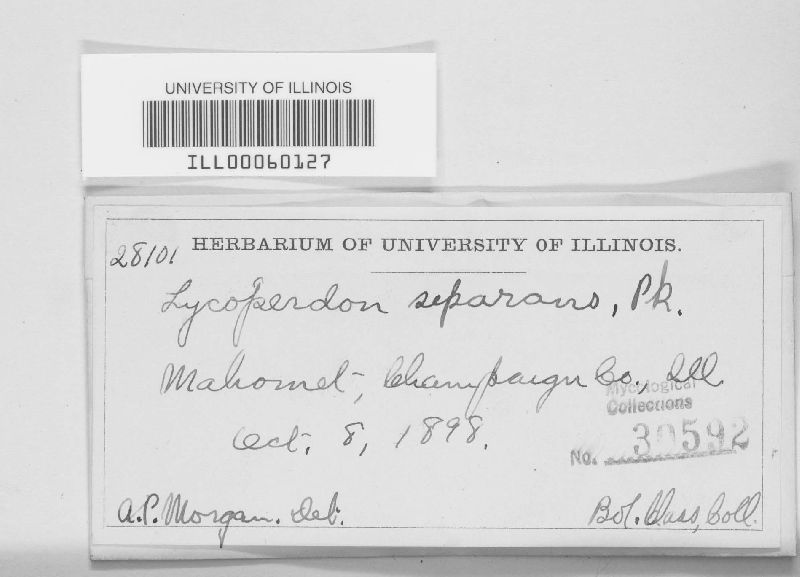 UNIVERSITY OF ILLINOIS
ILL00060127
28101
HERBARIUM OF UNIVERSITY OF ILLINOIS.
Lycoperdon separans, Pk.
Mahomet, Champaign Co., Ill.
Mycological
Collections
Oct. 8, 1898.
No. 30592
A.P. Morgan. Det.
Bot. Class, Coll.